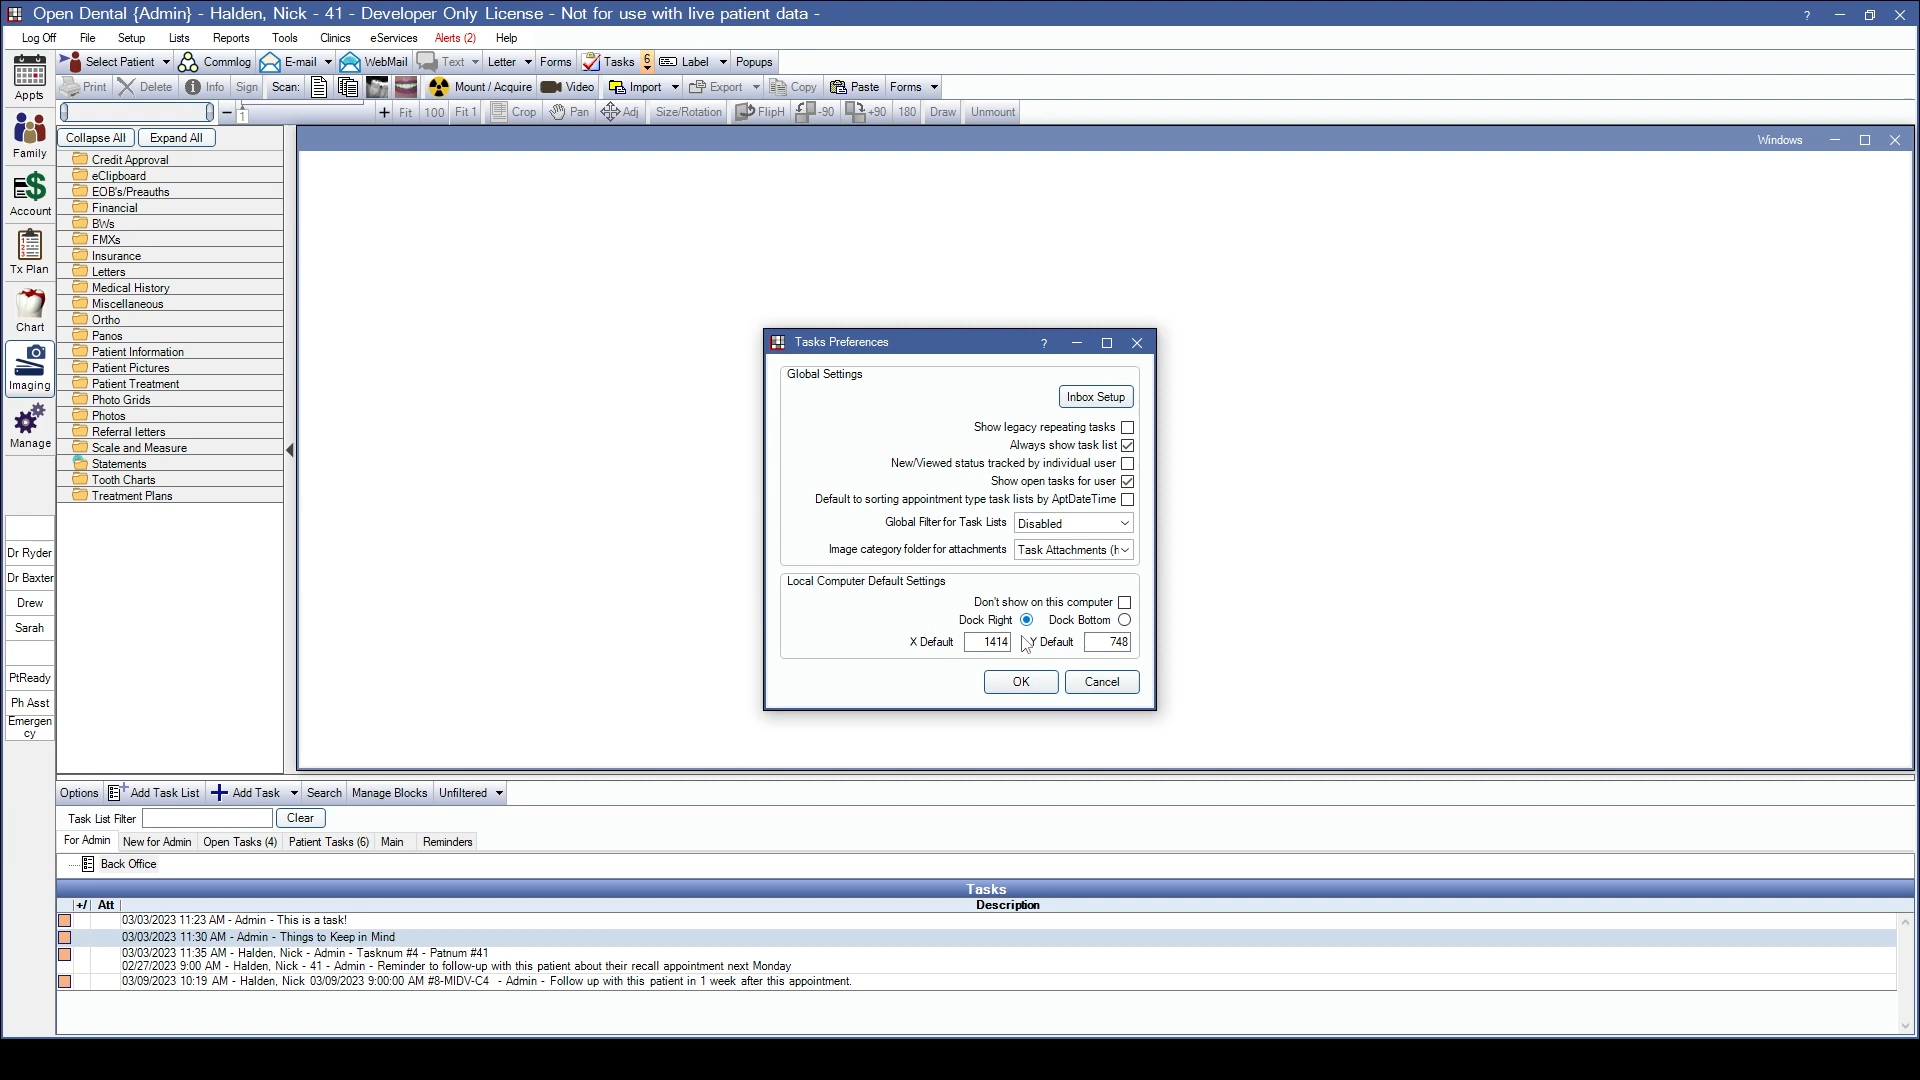 Open Dental {Admin} - Halden, Nick - 41 - Developer Only License - Not for use with live patient data -
Log Off File Setup Lists Reports Tools Clinics eServices Alerts (2) Help
Select Patient Commlog E-mail WebMail Text Letter Forms Tasks 6 Label Popups
Print Delete Info Sign Scan: Mount / Acquire Video Import Export Copy Paste Forms
1 Fit 100 Fit 1 Crop Pan Adj Size/Rotation FlipH -90 +90 180 Draw Unmount
Appts
Family
Account
Tx Plan
Chart
Imaging
Manage
Dr Ryder
Dr Baxter
Drew
Sarah
PtReady
Ph Asst
Emergen
cy
Collapse All Expand All
Credit Approval
eClipboard
EOB's/Preauths
Financial
BWs
FMXs
Insurance
Letters
Medical History
Miscellaneous
Ortho
Panos
Patient Information
Patient Pictures
Patient Treatment
Photo Grids
Photos
Referral letters
Scale and Measure
Statements
Tooth Charts
Treatment Plans
Windows
Tasks Preferences
Global Settings
Inbox Setup
Show legacy repeating tasks
Always show task list
New/Viewed status tracked by individual user
Show open tasks for user
Default to sorting appointment type task lists by AptDateTime
Global Filter for Task Lists Disabled
Image category folder for attachments Task Attachments (h
Local Computer Default Settings
Don't show on this computer
Dock Right Dock Bottom
X Default 1414 Y Default 748
OK Cancel
Options Add Task List Add Task Search Manage Blocks Unfiltered
Task List Filter Clear
For Admin New for Admin Open Tasks (4) Patient Tasks (6) Main Reminders
Back Office
Tasks
+/ Att Description
03/03/2023 11:23 AM - Admin - This is a task!
03/03/2023 11:30 AM - Admin - Things to Keep in Mind
03/03/2023 11:35 AM - Halden, Nick - Admin - Tasknum #4 - Patnum #41
02/27/2023 9:00 AM - Halden, Nick - 41 - Admin - Reminder to follow-up with this patient about their recall appointment next Monday
03/09/2023 10:19 AM - Halden, Nick 03/09/2023 9:00:00 AM #8-MIDV-C4 - Admin - Follow up with this patient in 1 week after this appointment.